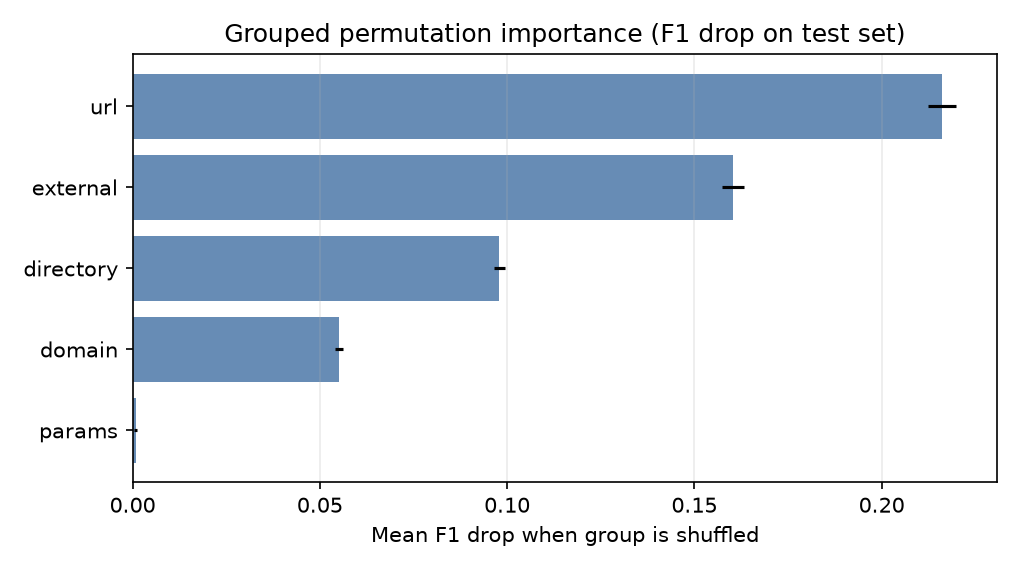 Grouped permutation importance (F1 drop on test set)
url
external
directory
domain
params
0.00 0.05 0.10 0.15 0.20
Mean F1 drop when group is shuffled